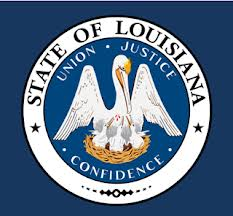 STATE OF LOUISIANA
UNION · JUSTICE
· CONFIDENCE ·